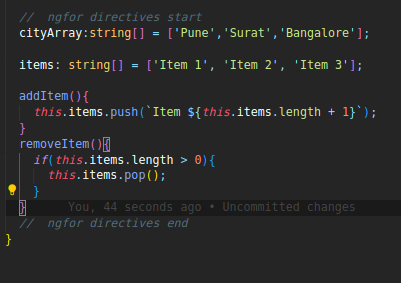 //  ngfor directives start
cityArray:string[] = ['Pune','Surat','Bangalore'];
items: string[] = ['Item 1', 'Item 2', 'Item 3'];
addItem(){
this.items.push(`Item ${this.items.length + 1}`);
}
removeItem(){
if(this.items.length > 0){
this.items.pop();
}
}      You, 44 seconds ago • Uncommitted changes
//  ngfor directives end
}